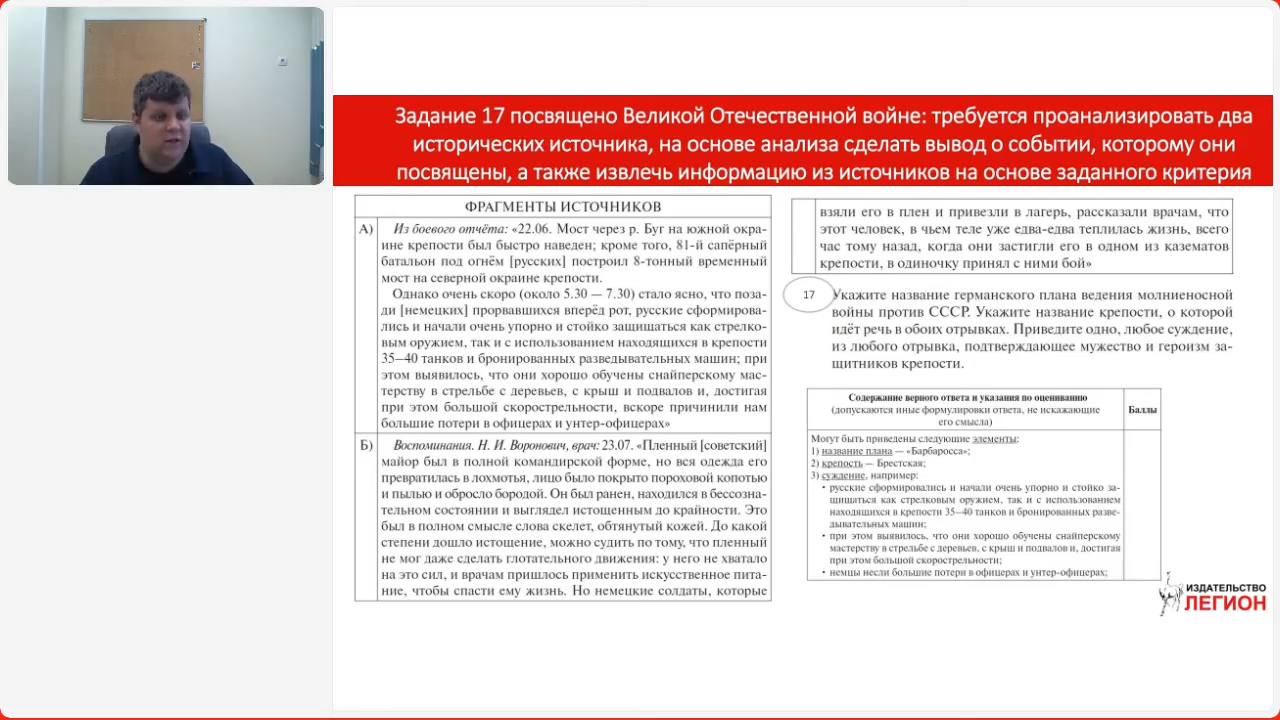 Задание 17 посвящено Великой Отечественной войне: требуется проанализировать два
исторических источника, на основе анализа сделать вывод о событии, которому они
посвящены, а также извлечь информацию из источников на основе заданного критерия
ФРАГМЕНТЫ ИСТОЧНИКОВ
А) Из боевого отчёта: «22.06. Мост через р. Буг на южной окра-
ине крепости был быстро наведен; кроме того, 81-й сапёрный
батальон под огнём [русских] построил 8-тонный временный
мост на северной окраине крепости.
Однако очень скоро (около 5.30 — 7.30) стало ясно, что поза-
ди [немецких] прорвавшихся вперёд рот, русские сформирова-
лись и начали очень упорно и стойко защищаться как стрелко-
вым оружием, так и с использованием находящихся в крепости
35—40 танков и бронированных разведывательных машин; при
этом выявилось, что они хорошо обучены снайперскому мас-
терству в стрельбе с деревьев, с крыш и подвалов и, достигая
при этом большой скорострельности, вскоре причинили нам
большие потери в офицерах и унтер-офицерах»
Б) Воспоминания. Н. И. Воронович, врач: 23.07. «Пленный [советский]
майор был в полной командирской форме, но вся одежда его
превратилась в лохмотья, лицо было покрыто пороховой копотью
и пылью и обросло бородой. Он был ранен, находился в бессозна-
тельном состоянии и выглядел истощенным до крайности. Это
был в полном смысле слова скелет, обтянутый кожей. До какой
степени дошло истощение, можно судить по тому, что пленный
не мог даже сделать глотательного движения: у него не хватало
на это сил, и врачам пришлось применить искусственное пита-
ние, чтобы спасти ему жизнь. Но немецкие солдаты, которые
взяли его в плен и привезли в лагерь, рассказали врачам, что
этот человек, в чьем теле уже едва-едва теплилась жизнь, всего
час тому назад, когда они застигли его в одном из казематов
крепости, в одиночку принял с ними бой»
17 Укажите название германского плана ведения молниеносной
войны против СССР. Укажите название крепости, о которой
идёт речь в обоих отрывках. Приведите одно, любое суждение,
из любого отрывка, подтверждающее мужество и героизм за-
щитников крепости.
Содержание верного ответа и указания по оцениванию
(допускаются иные формулировки ответа, не искажающие
его смысла)
Баллы
Могут быть приведены следующие элементы:
1) название плана — «Барбаросса»;
2) крепость — Брестская;
3) суждение, например:
• русские сформировались и начали очень упорно и стойко за-
щищаться как стрелковым оружием, так и с использованием
находящихся в крепости 35—40 танков и бронированных разве-
дывательных машин;
• при этом выявилось, что они хорошо обучены снайперскому
мастерству в стрельбе с деревьев, с крыш и подвалов и, достигая
при этом большой скорострельности;
• немцы несли большие потери в офицерах и унтер-офицерах;
ИЗДАТЕЛЬСТВО
ЛЕГИОН